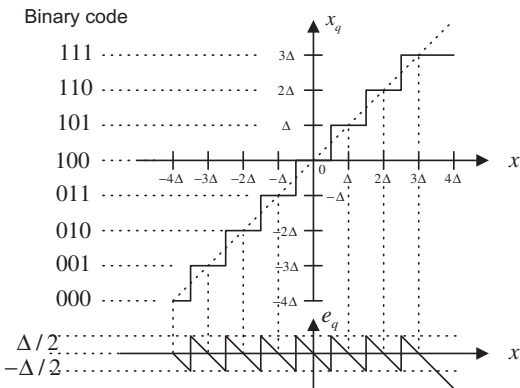 Binary code
x_q
111 3Δ
110 2Δ
101 Δ
100 0 x
−4Δ −3Δ −2Δ −Δ Δ 2Δ 3Δ 4Δ
011 −Δ
010 −2Δ
001 −3Δ
000 −4Δ
e_q
Δ / 2
−Δ / 2 x